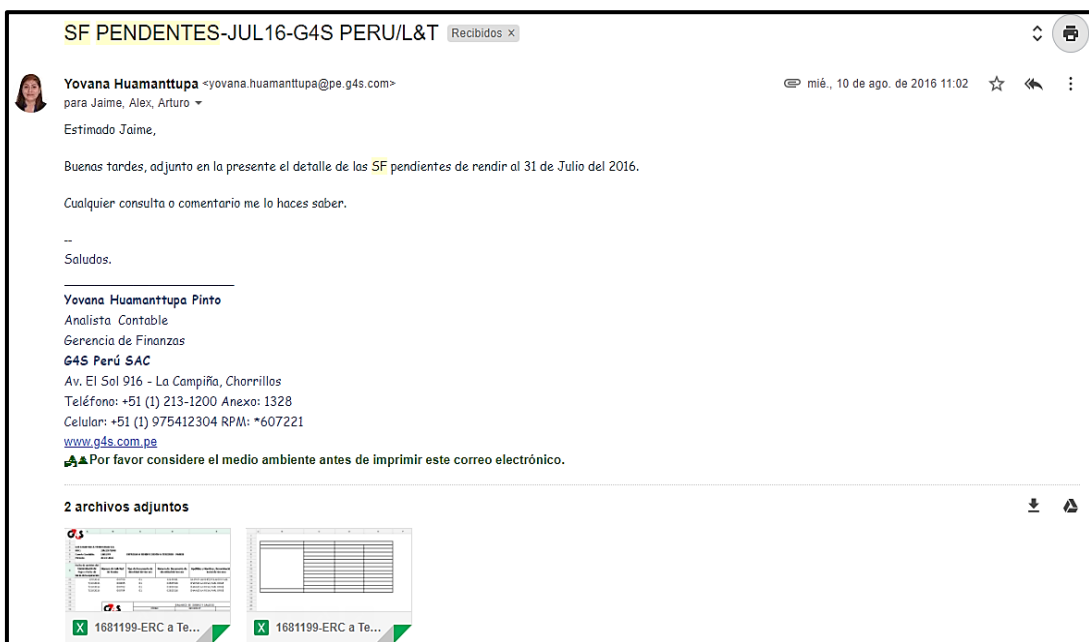 SF PENDENTES-JUL16-G4S PERU/L&T Recibidos ×
Yovana Huamanttupa <yovana.huamanttupa@pe.g4s.com> mié., 10 de ago. de 2016 11:02
para Jaime, Alex, Arturo
Estimado Jaime,
Buenas tardes, adjunto en la presente el detalle de las SF pendientes de rendir al 31 de Julio del 2016.
Cualquier consulta o comentario me lo haces saber.
--
Saludos.
Yovana Huamanttupa Pinto
Analista Contable
Gerencia de Finanzas
G4S Perú SAC
Av. El Sol 916 - La Campiña, Chorrillos
Teléfono: +51 (1) 213-1200 Anexo: 1328
Celular: +51 (1) 975412304 RPM: *607221
www.g4s.com.pe
Por favor considere el medio ambiente antes de imprimir este correo electrónico.
2 archivos adjuntos
G4S
X 1681199-ERC a Te...
X 1681199-ERC a Te...